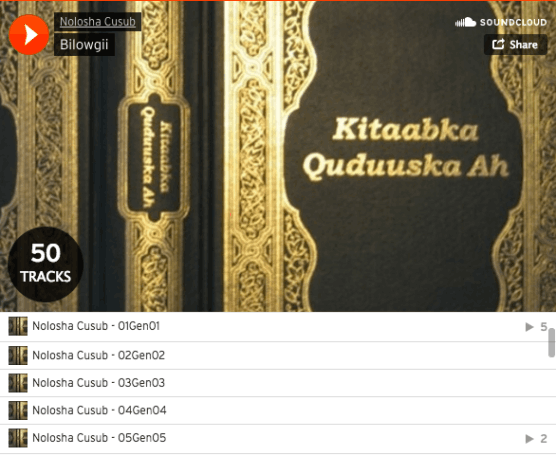 Nolosha Cusub
SOUNDCLOUD
Bilowgii
Share
Kitaabka
Quduuska Ah
Kitaabka
Quduuska Ah
50
TRACKS
Nolosha Cusub - 01Gen01
5
Nolosha Cusub - 02Gen02
Nolosha Cusub - 03Gen03
Nolosha Cusub - 04Gen04
Nolosha Cusub - 05Gen05
2